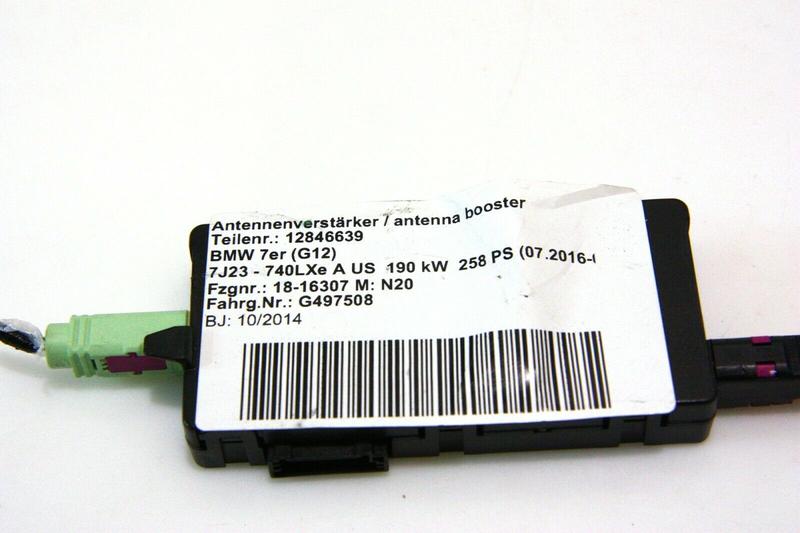 Antennenverstärker / antenna booster
Teilenr.: 12846639
BMW 7er (G12)
7J23 - 740LXe A US 190 kW 258 PS (07.2016-
Fzgnr.: 18-16307 M: N20
Fahrg.Nr.: G497508
BJ: 10/2014